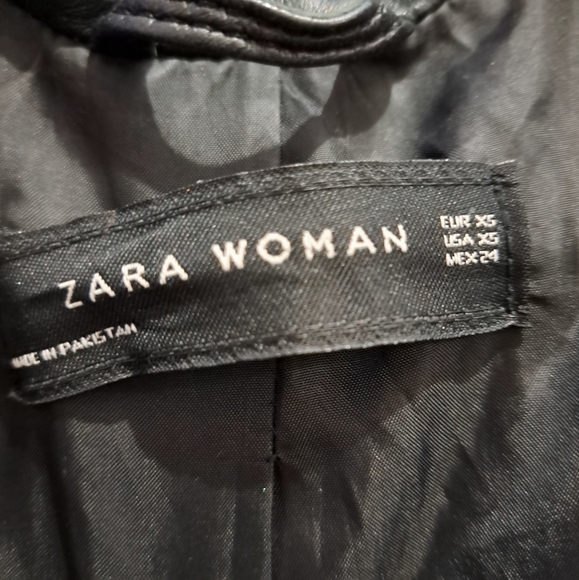 ZARA WOMAN
EUR XS
USA XS
MEX 24
MADE IN PAKISTAN